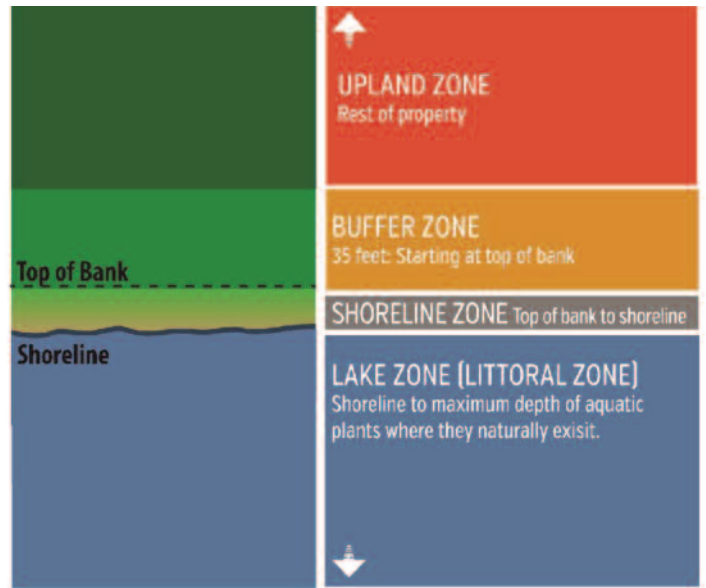 UPLAND ZONE
Rest of property
BUFFER ZONE
35 feet: Starting at top of bank
Top of Bank
SHORELINE ZONE Top of bank to shoreline
Shoreline
LAKE ZONE (LITTORAL ZONE)
Shoreline to maximum depth of aquatic
plants where they naturally exisit.